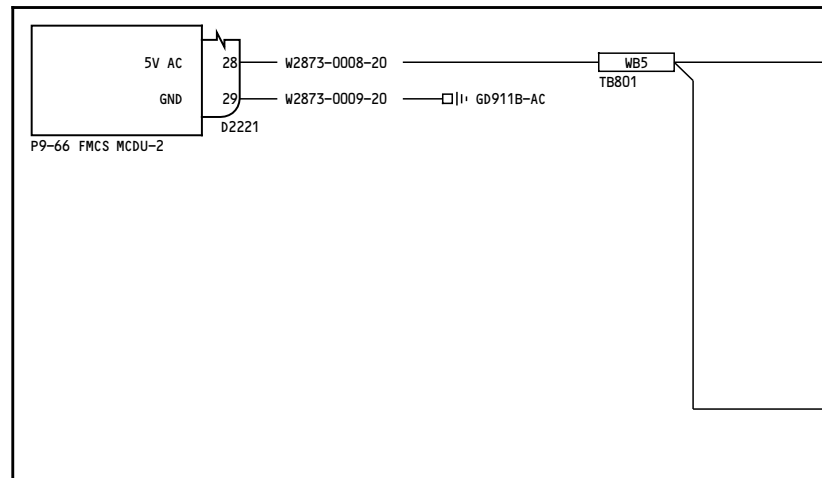 5V AC 28 W2873-0008-20 WB5
TB801
GND 29 W2873-0009-20 GD911B-AC
D2221
P9-66 FMCS MCDU-2